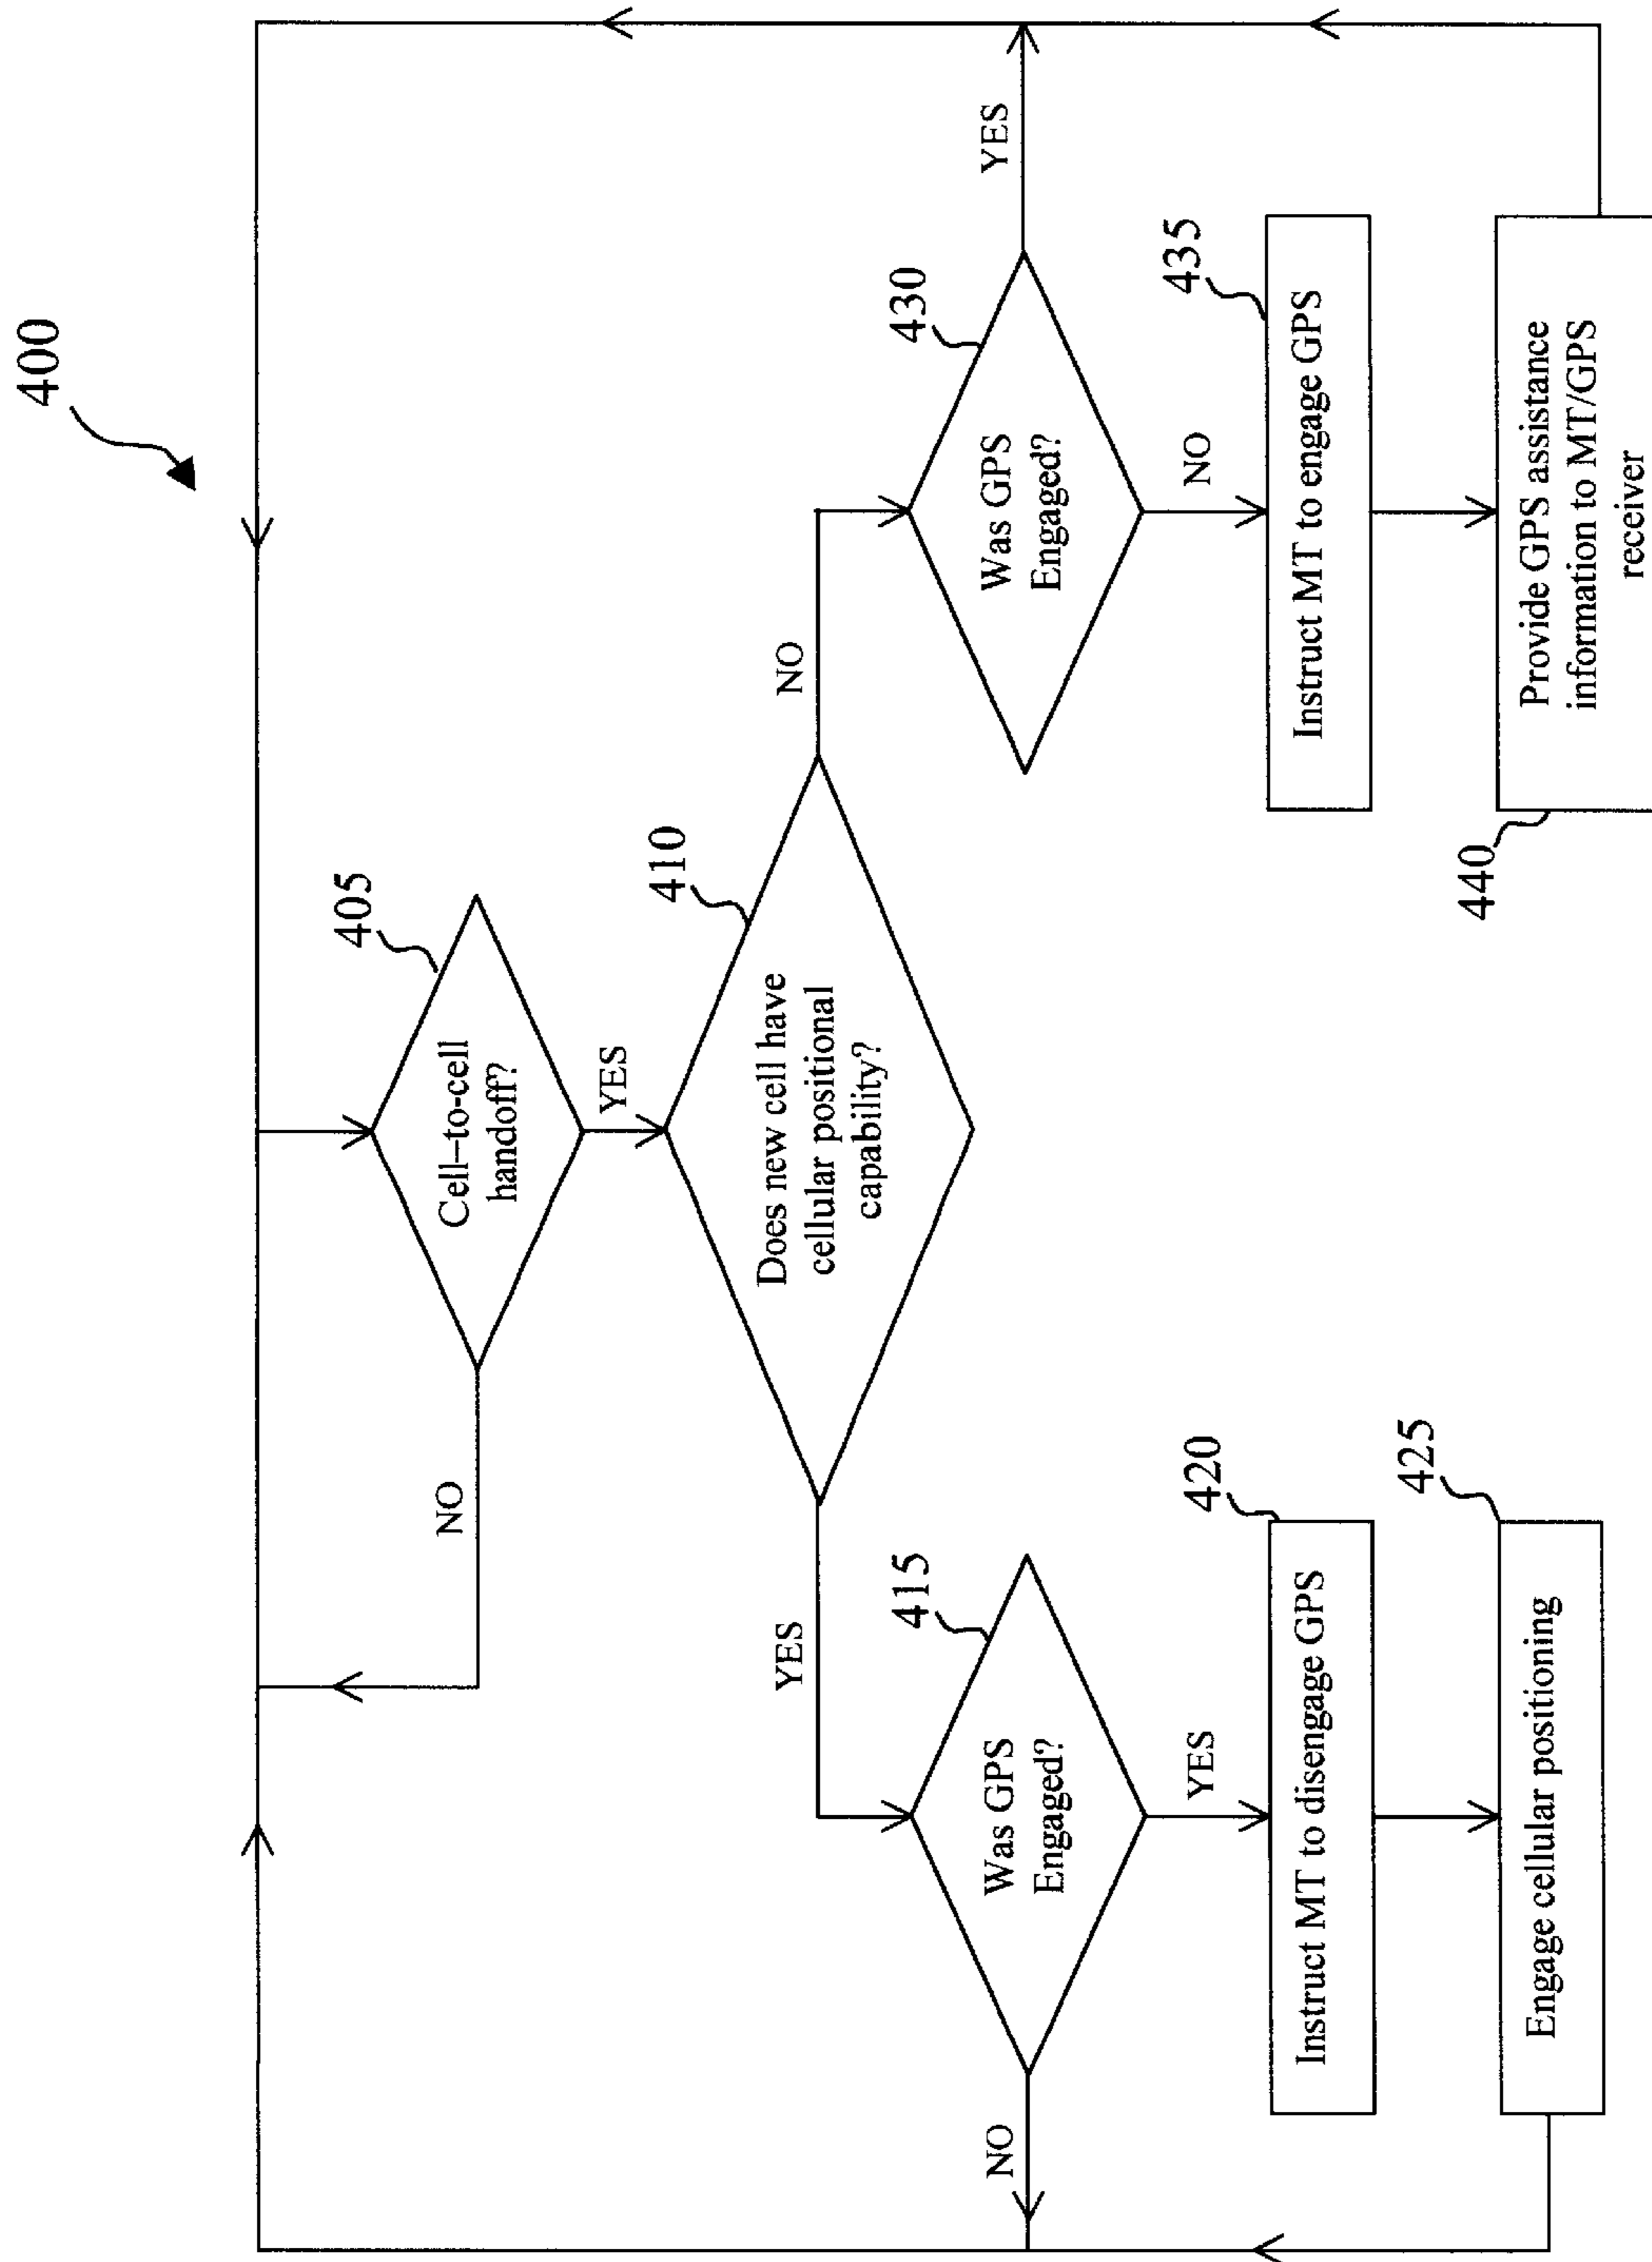 400
Cell–to-cell
handoff?
405
NO
YES
Does new cell have
cellular positional
capability?
410
YES
NO
Was GPS
Engaged?
415
NO
YES
Instruct MT to disengage GPS
420
Engage cellular positioning
425
Was GPS
Engaged?
430
YES
NO
Instruct MT to engage GPS
435
Provide GPS assistance
information to MT/GPS
receiver
440